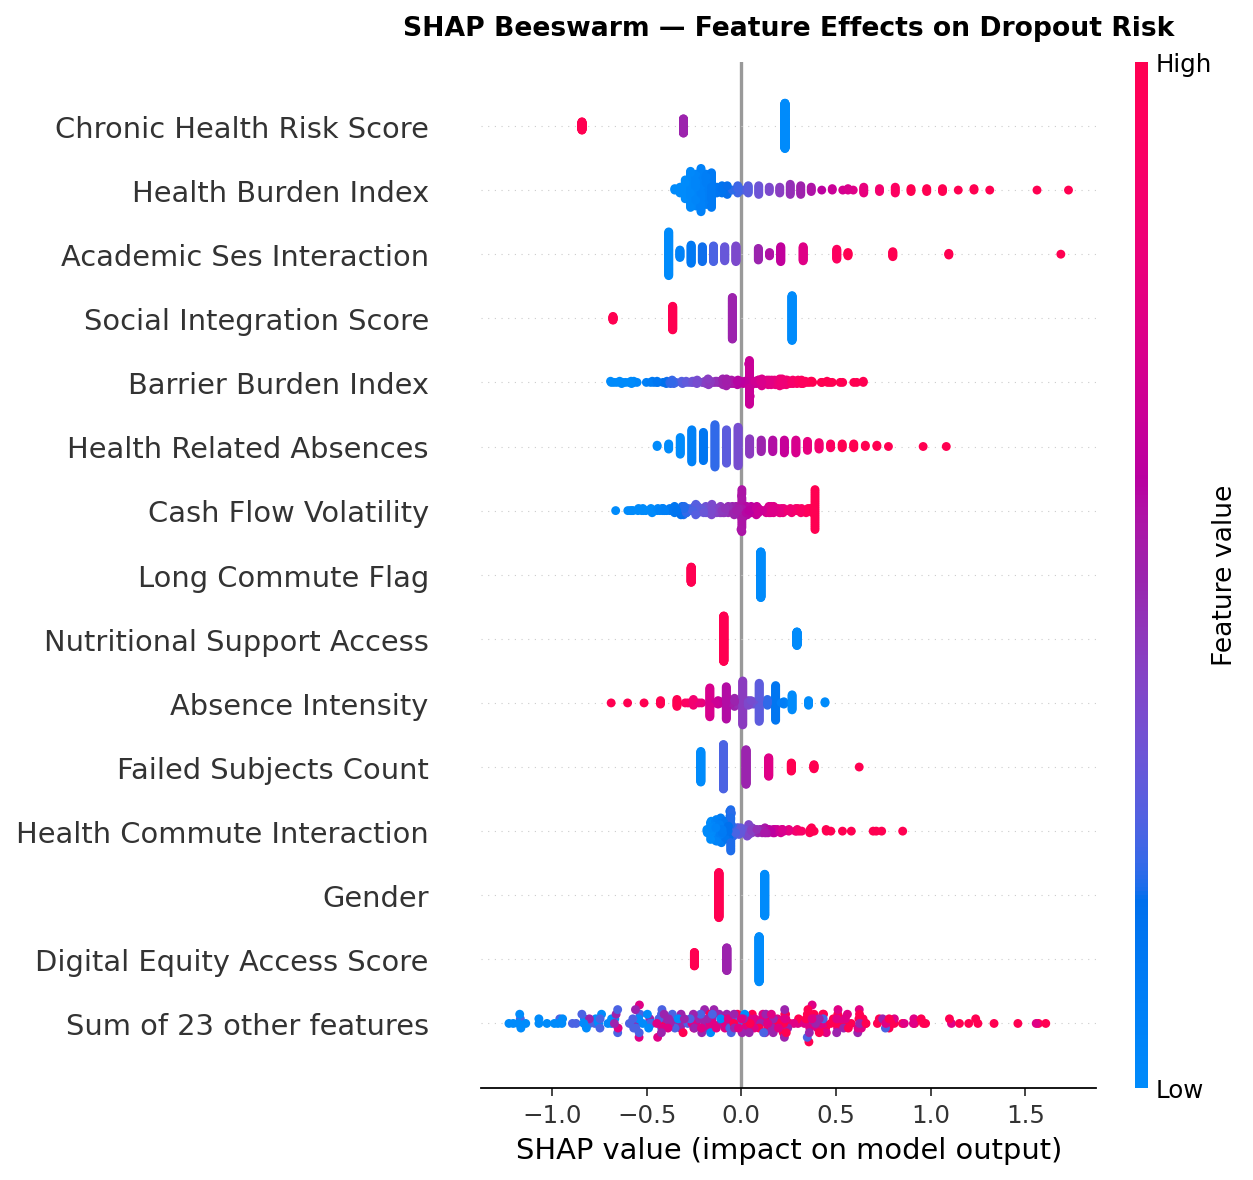 SHAP Beeswarm — Feature Effects on Dropout Risk
High
Chronic Health Risk Score
Health Burden Index
Academic Ses Interaction
Social Integration Score
Barrier Burden Index
Health Related Absences
Cash Flow Volatility
Long Commute Flag
Nutritional Support Access
Absence Intensity
Failed Subjects Count
Health Commute Interaction
Gender
Digital Equity Access Score
Sum of 23 other features
Feature value
Low
−1.0 −0.5 0.0 0.5 1.0 1.5
SHAP value (impact on model output)